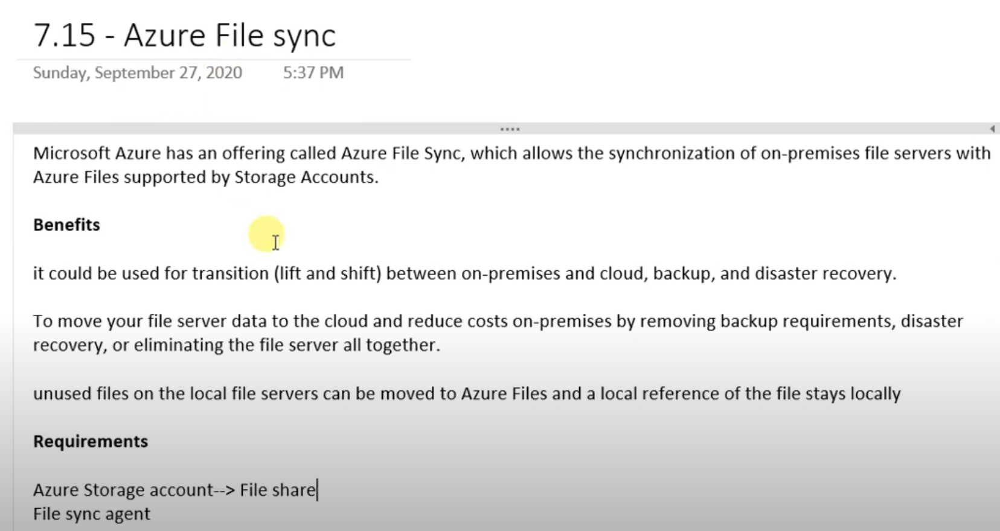 7.15 - Azure File sync
Sunday, September 27, 2020 5:37 PM
Microsoft Azure has an offering called Azure File Sync, which allows the synchronization of on-premises file servers with
Azure Files supported by Storage Accounts.
Benefits
it could be used for transition (lift and shift) between on-premises and cloud, backup, and disaster recovery.
To move your file server data to the cloud and reduce costs on-premises by removing backup requirements, disaster
recovery, or eliminating the file server all together.
unused files on the local file servers can be moved to Azure Files and a local reference of the file stays locally
Requirements
Azure Storage account--> File share
File sync agent